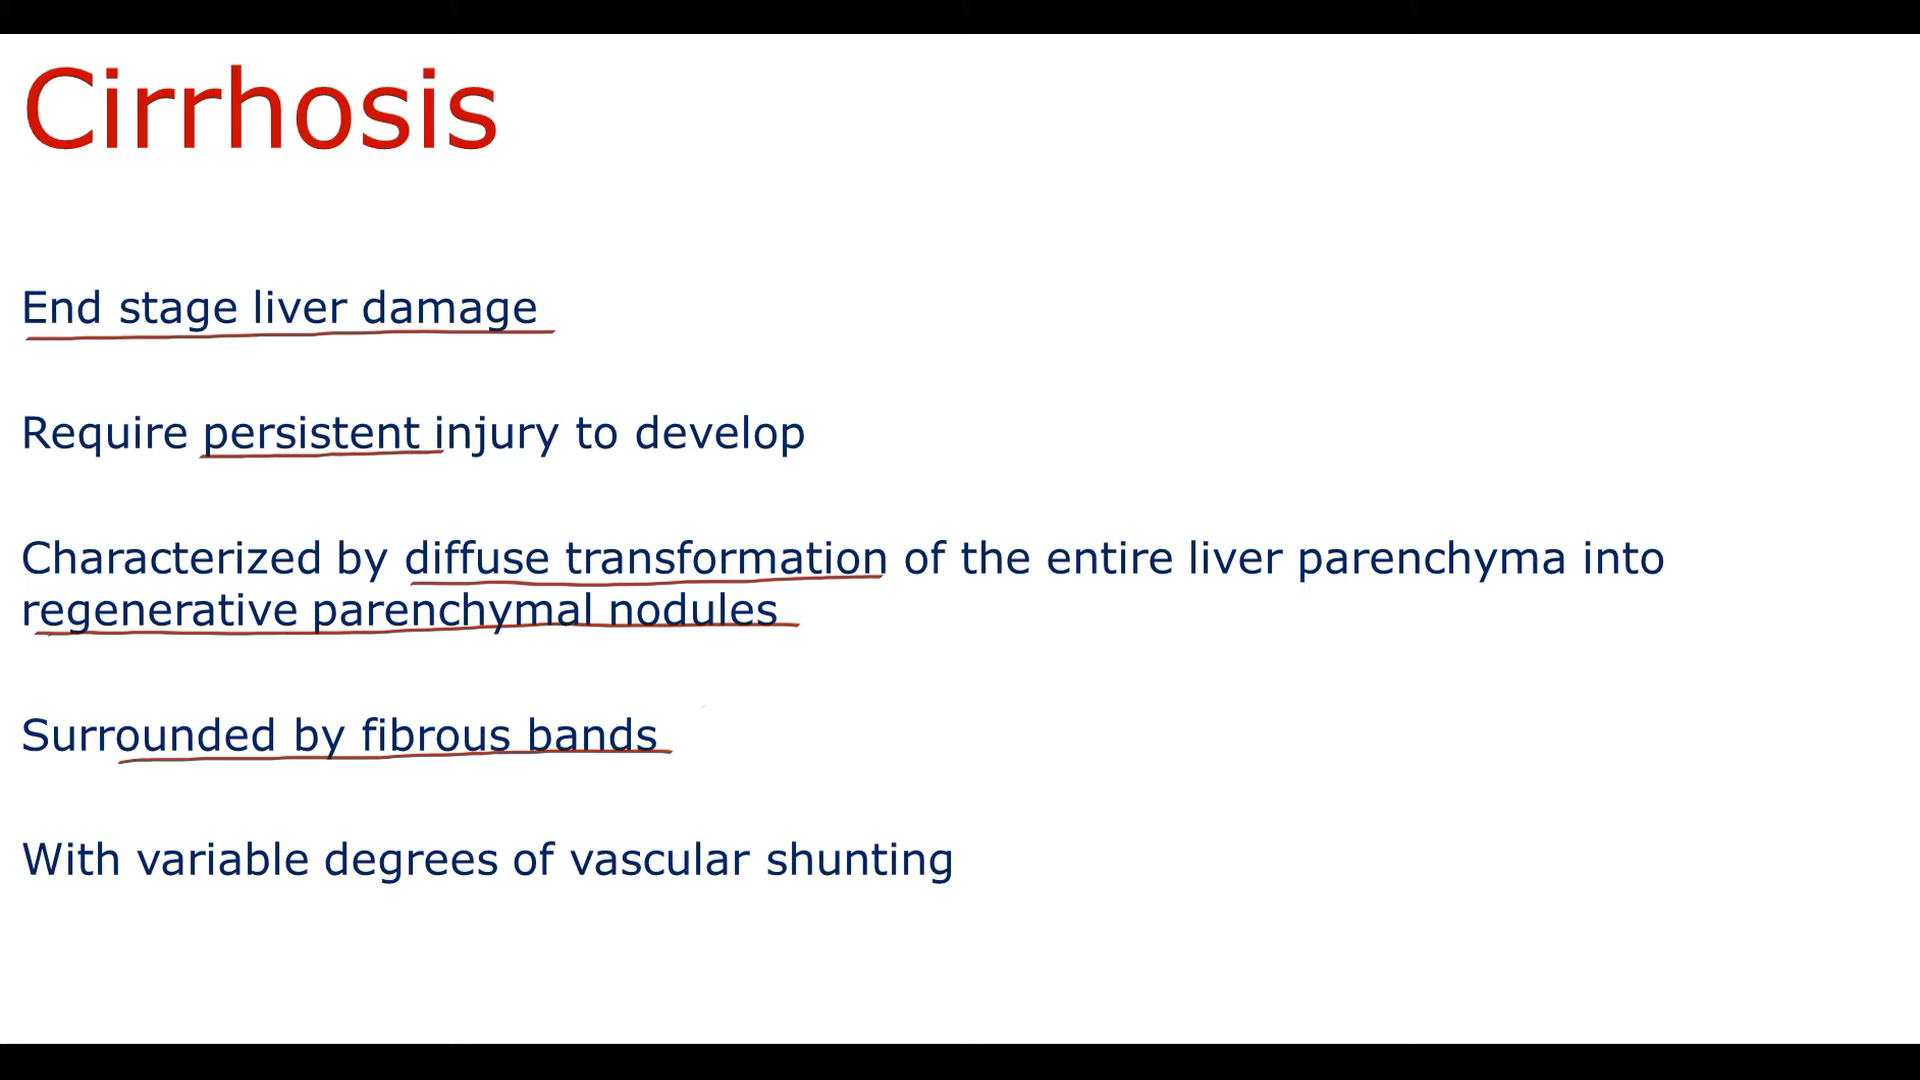 Cirrhosis
End stage liver damage
Require persistent injury to develop
Characterized by diffuse transformation of the entire liver parenchyma into
regenerative parenchymal nodules
Surrounded by fibrous bands
With variable degrees of vascular shunting